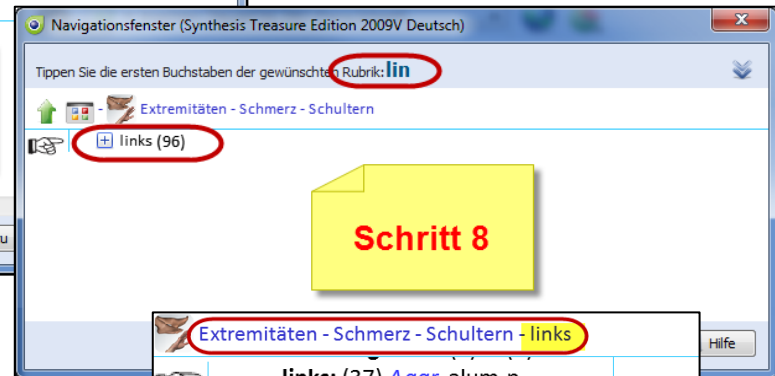 Navigationsfenster (Synthesis Treasure Edition 2009V Deutsch)
Tippen Sie die ersten Buchstaben der gewünschten Rubrik: lin
- Extremitäten - Schmerz - Schultern
links (96)
Schritt 8
u
Extremitäten - Schmerz - Schultern - links
Hilfe
links: (37) Aggr.